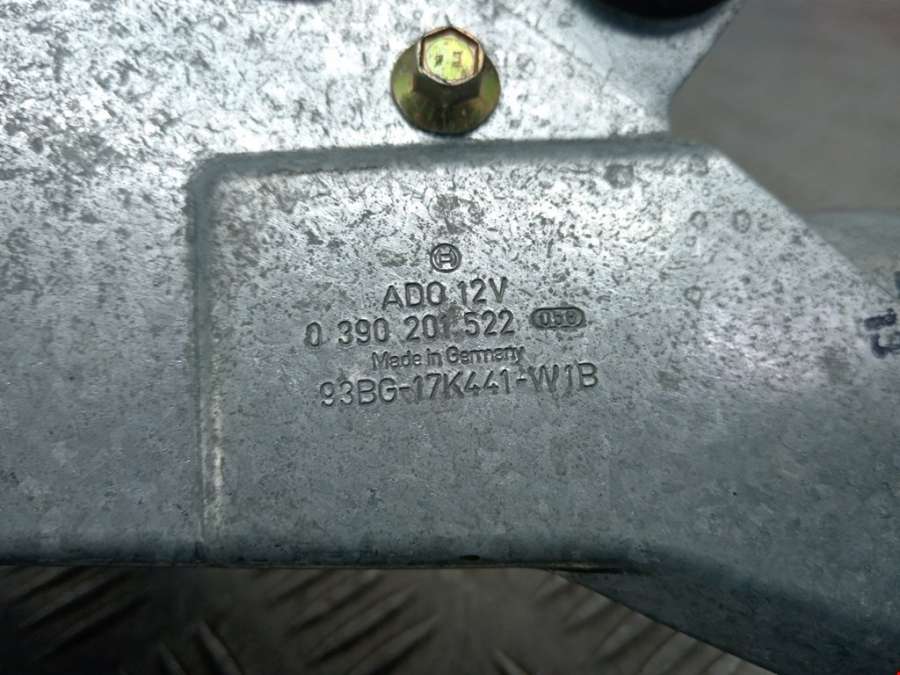 ADO 12V
0 390 201 522
Made in Germany
93BG-17K441-W1B